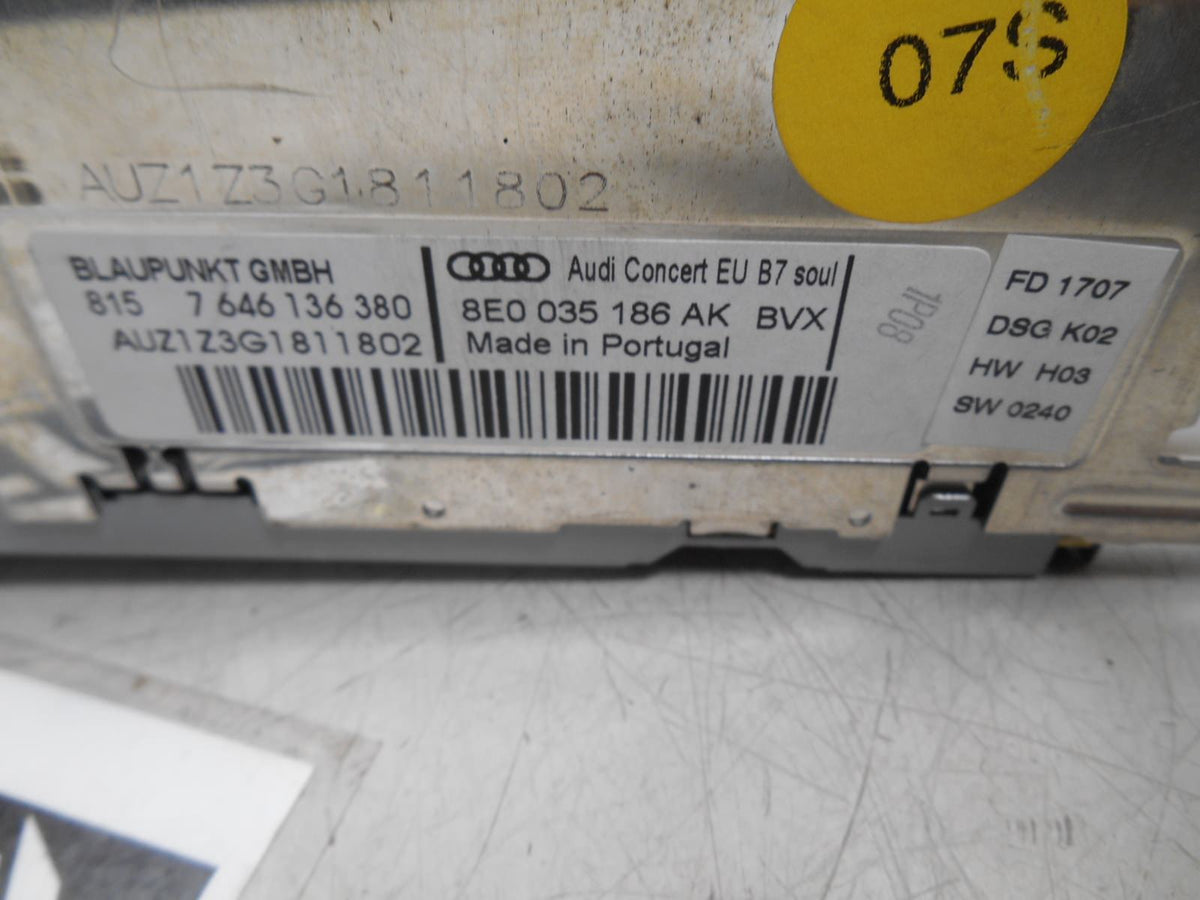 07S
AUZ1Z3G1811802
BLAUPUNKT GMBH
815 7 646 136 380
AUZ1Z3G1811802
Audi Concert EU B7 soul
8E0 035 186 AK BVX
Made in Portugal
1P08
FD 1707
DSG K02
HW H03
SW 0240